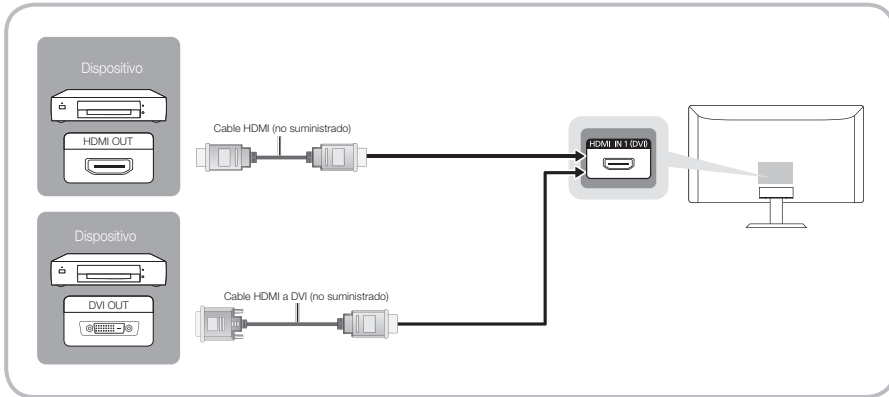 Dispositivo
HDMI OUT
Cable HDMI (no suministrado)
HDMI IN 1 (DVI)
Dispositivo
DVI OUT
Cable HDMI a DVI (no suministrado)